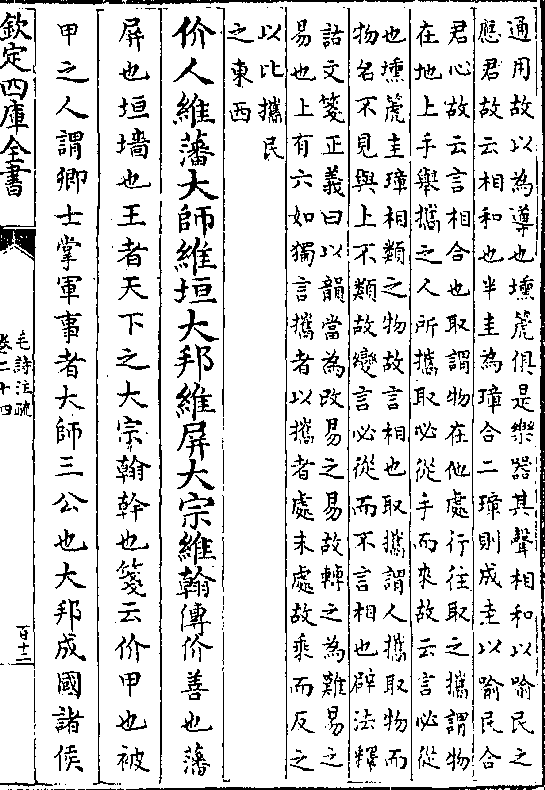 通用故以為導也壎篪俱是樂器其聲相和以喻民之
應君故云相和也半圭為璋合二璋則成圭以喻民合
君心故云言相合也取謂物在他處行往取之攜謂物
在地上手舉攜之人所攜取必從手而來故云言必從
也壎篪圭璋相類之物故言相也取攜謂人攜取物而
物名不見與上不類故變言必從而不言相也辟法釋
詁文箋正義曰以韻當為改易之易故轉之為難易之
易也上有六如獨言攜者以攜者處末處故乘而反之
以比攜民
之東西
价人維藩大師維垣大邦維屏大宗維翰傳价善也藩
屏也垣墻也王者天下之大宗翰幹也箋云价甲也被
甲之人謂卿士掌軍事者大師三公也大邦成國諸侯
欽定四庫全書
毛詩注疏
卷二十四
百十二